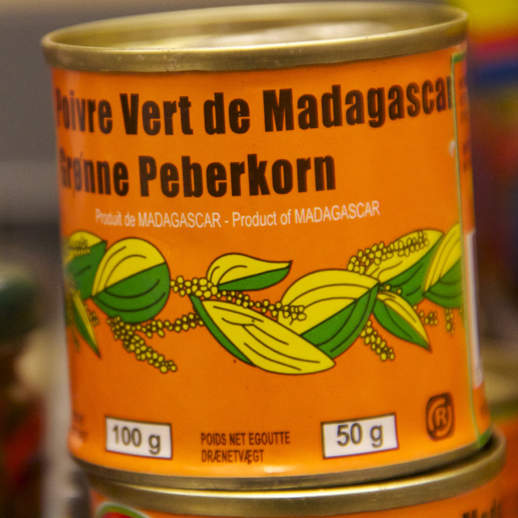 Poivre Vert de Madagascar
Grønne Peberkorn
Produit de MADAGASCAR - Product of MADAGASCAR
100 g
POIDS NET EGOUTTE
DRÆNETVÆGT
50 g
R